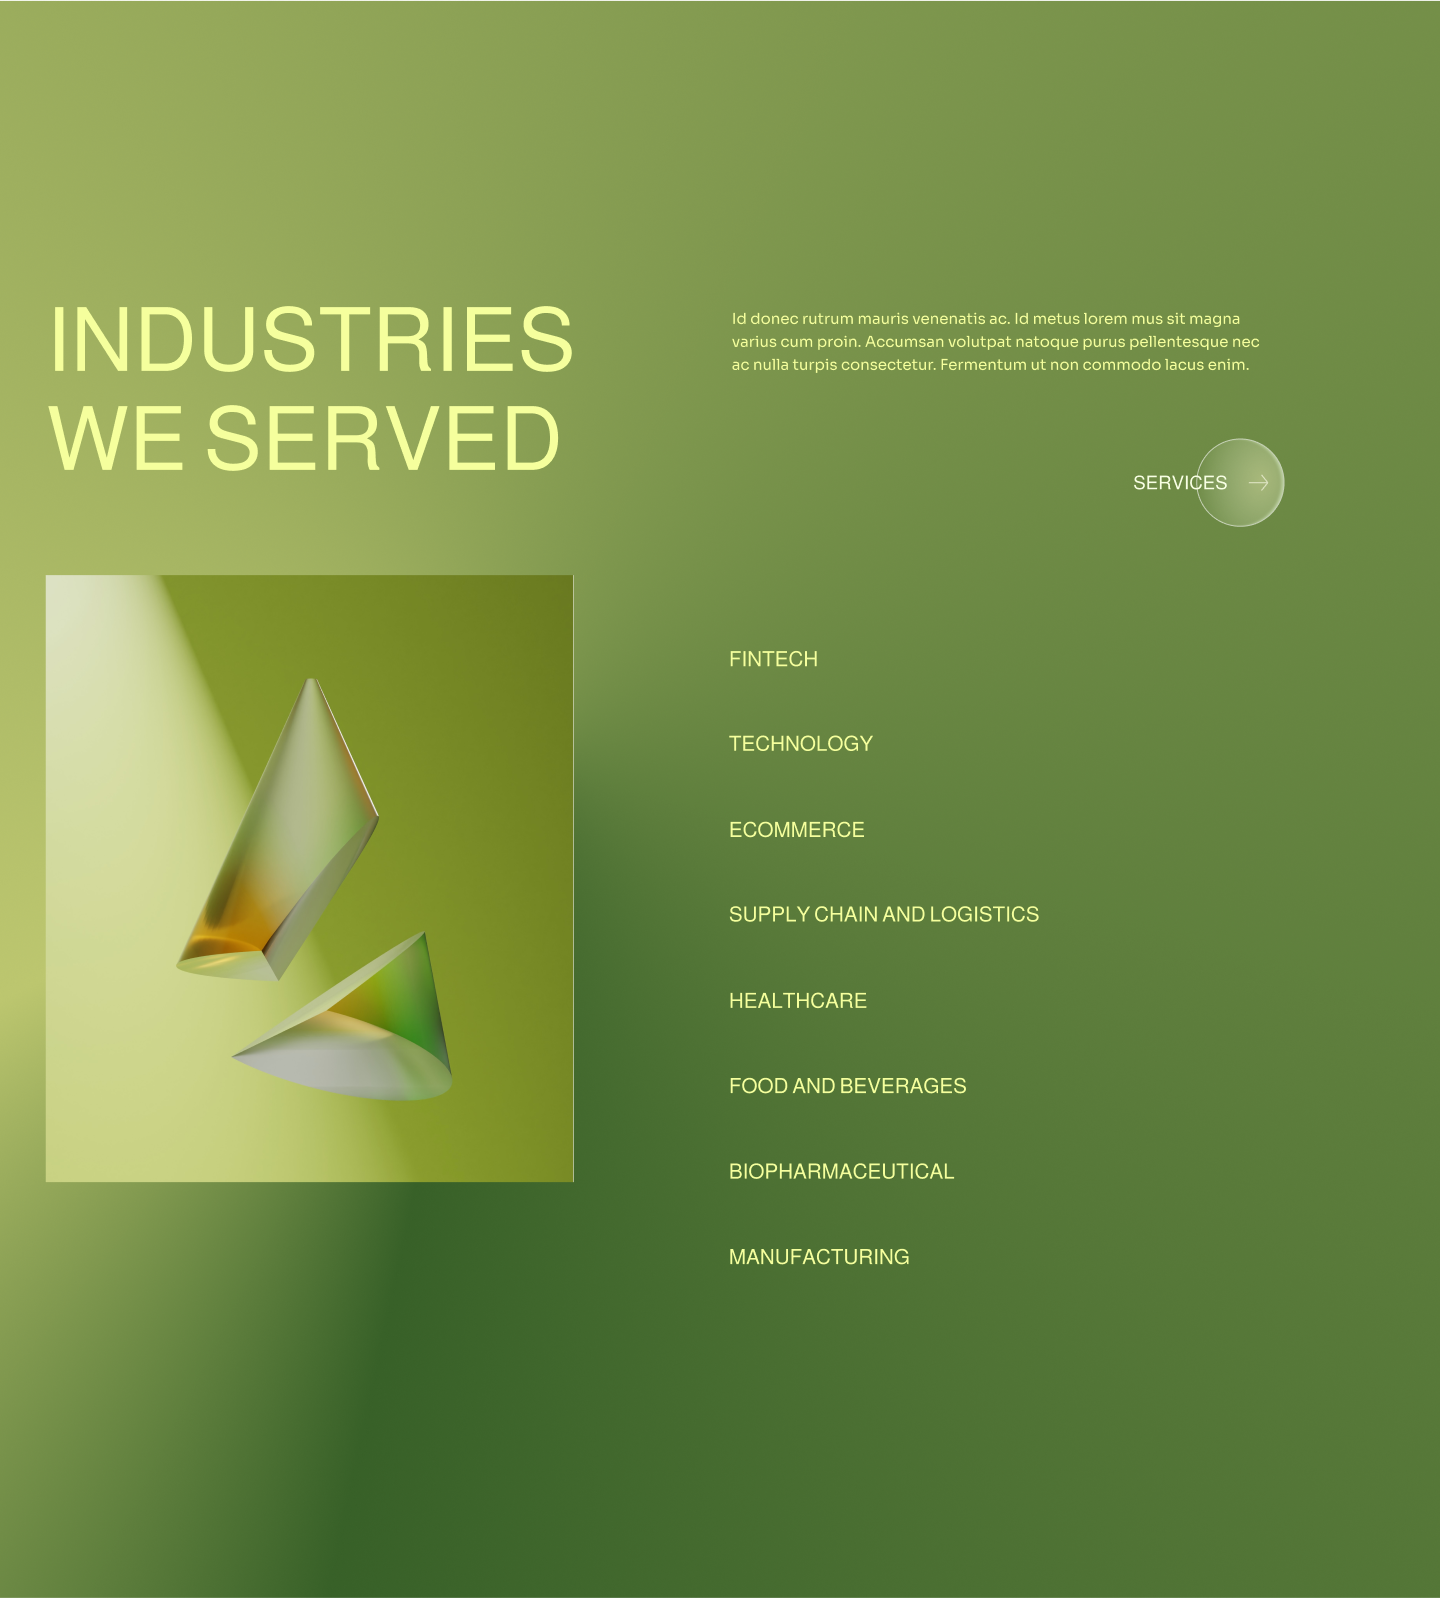 INDUSTRIES
WE SERVED
Id donec rutrum mauris venenatis ac. Id metus lorem mus sit magna
varius cum proin. Accumsan volutpat natoque purus pellentesque nec
ac nulla turpis consectetur. Fermentum ut non commodo lacus enim.
SERVICES
FINTECH
TECHNOLOGY
ECOMMERCE
SUPPLY CHAIN AND LOGISTICS
HEALTHCARE
FOOD AND BEVERAGES
BIOPHARMACEUTICAL
MANUFACTURING